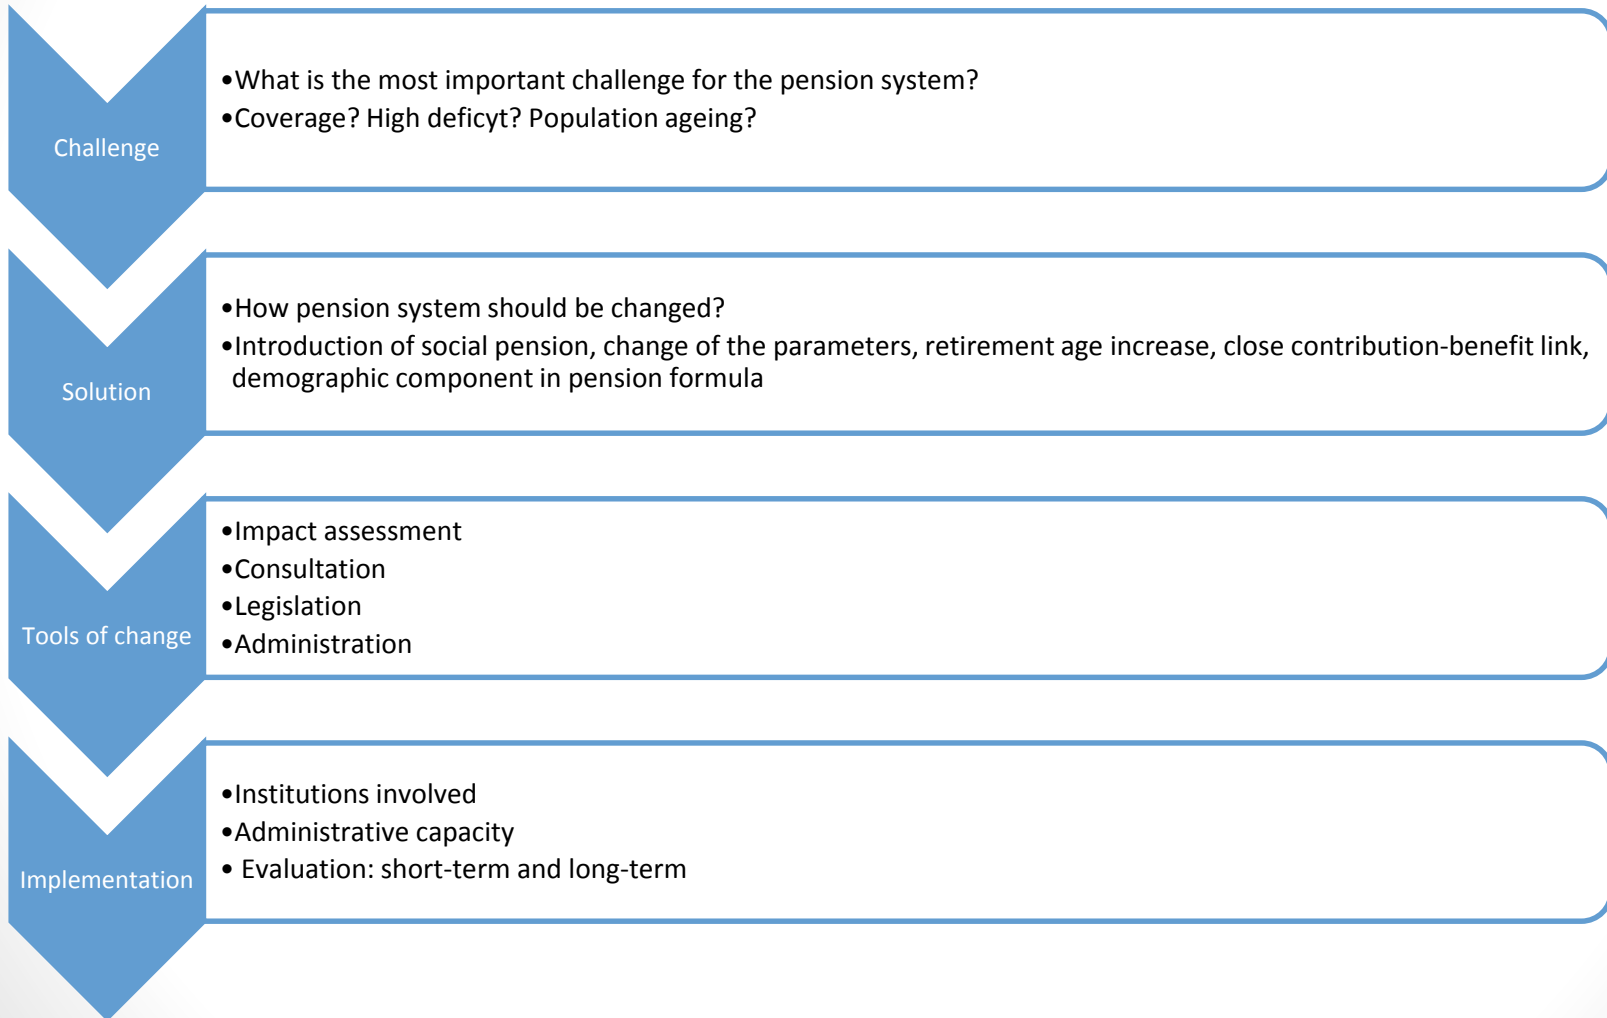 Challenge
•What is the most important challenge for the pension system?
•Coverage? High deficyt? Population ageing?
Solution
•How pension system should be changed?
•Introduction of social pension, change of the parameters, retirement age increase, close contribution-benefit link,
demographic component in pension formula
Tools of change
•Impact assessment
•Consultation
•Legislation
•Administration
Implementation
•Institutions involved
•Administrative capacity
• Evaluation: short-term and long-term